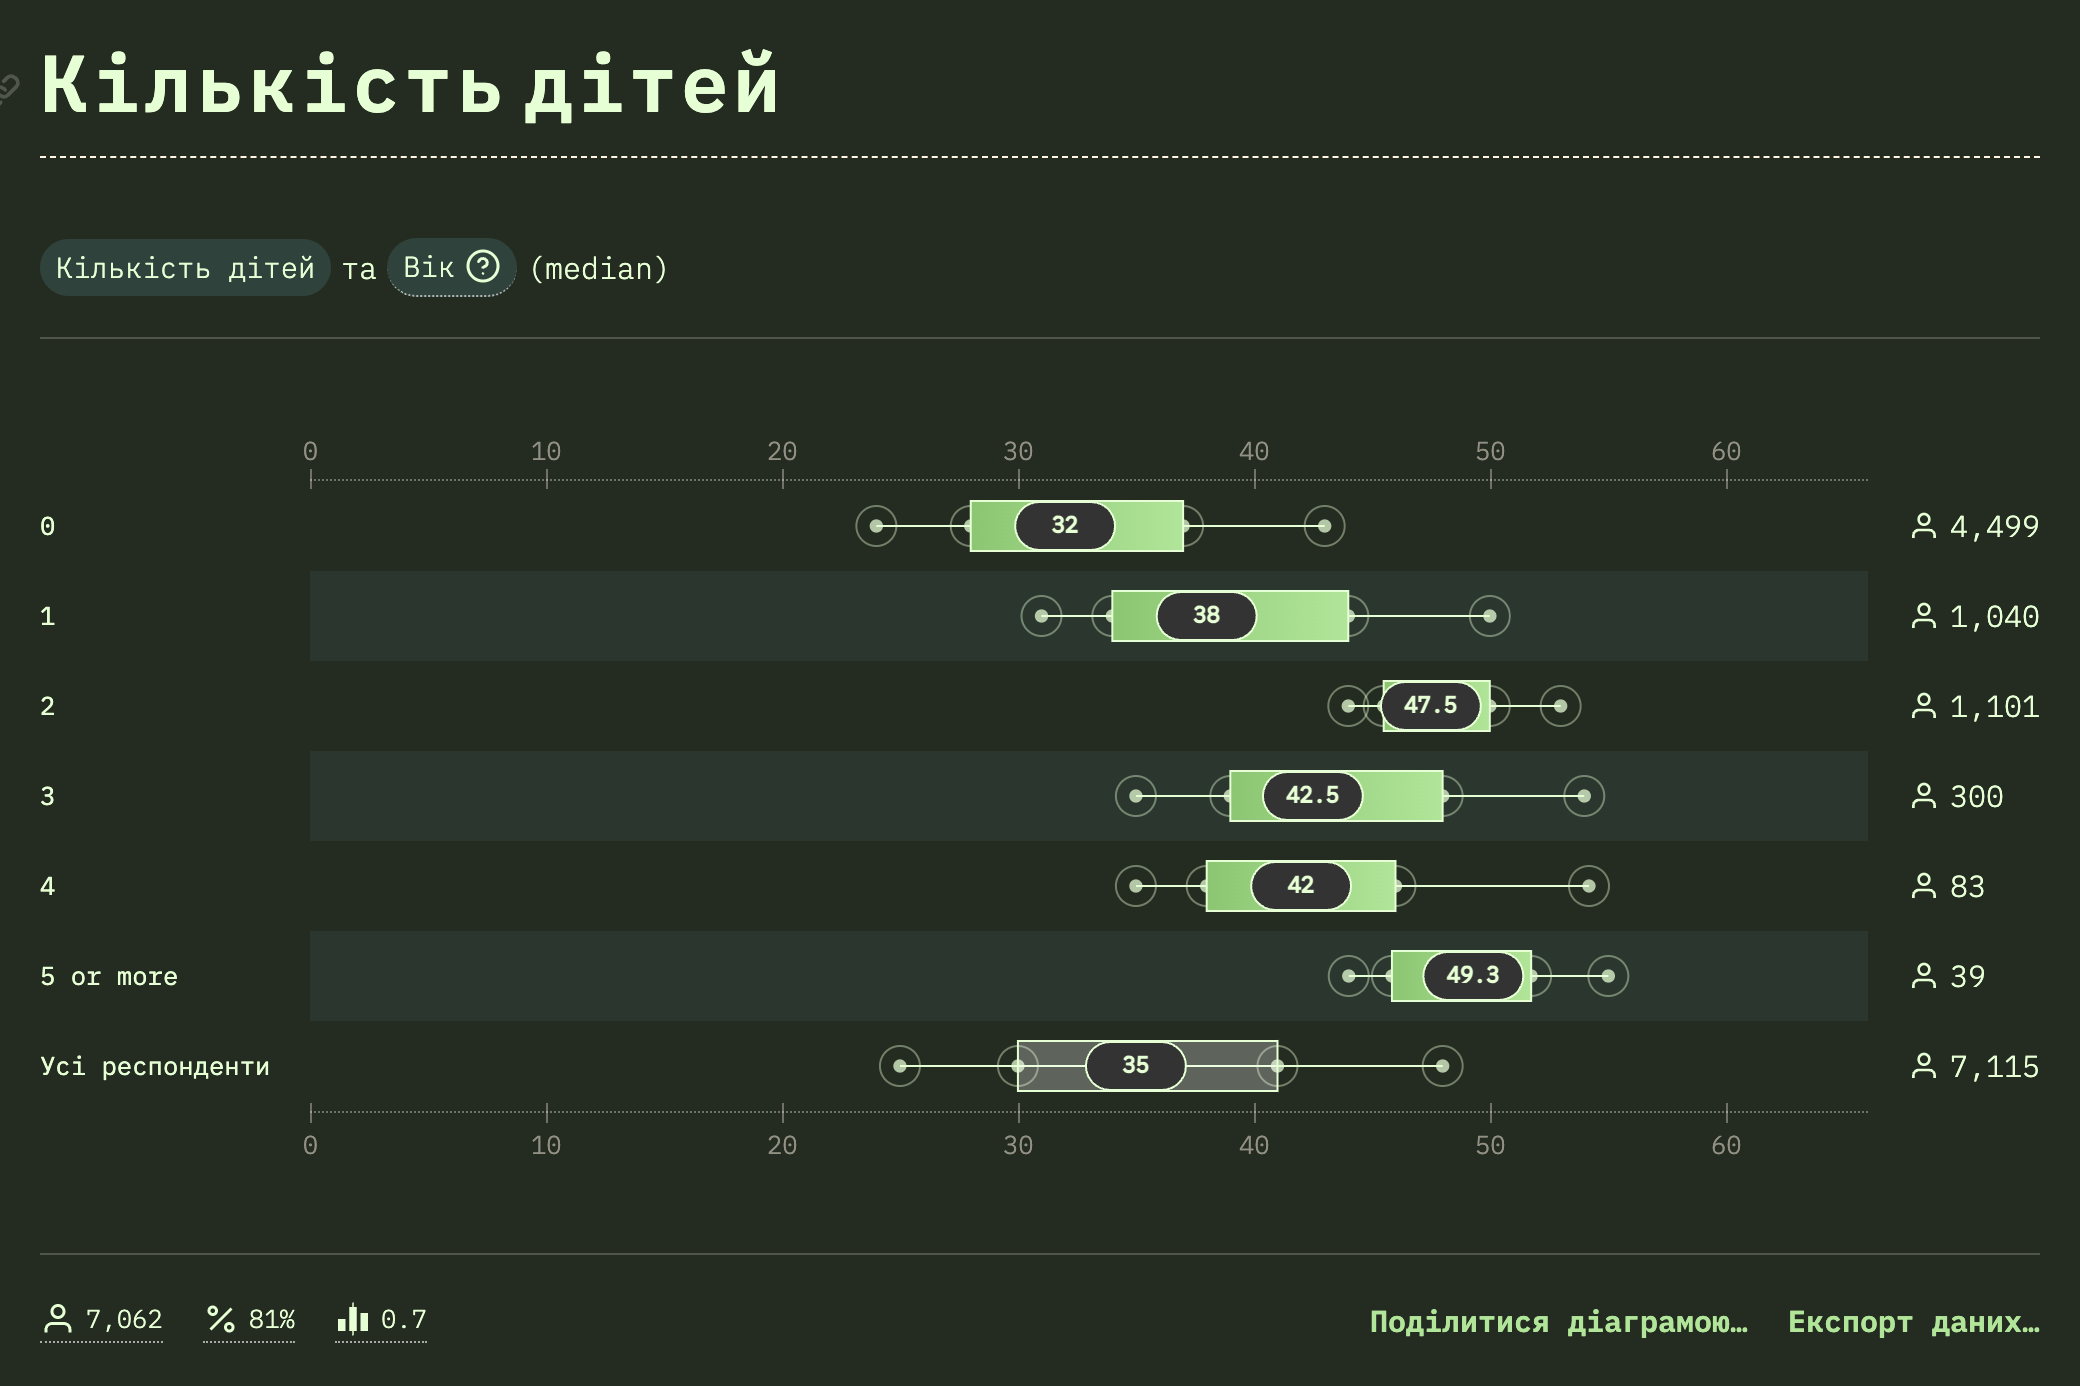 Кількість дітей
Кількість дітей та Вік (median)
0 10 20 30 40 50 60
0 32 4,499
1 38 1,040
2 47.5 1,101
3 42.5 300
4 42 83
5 or more 49.3 39
Усі респонденти 35 7,115
0 10 20 30 40 50 60
7,062 81% 0.7 Поділитися діаграмою… Експорт даних…